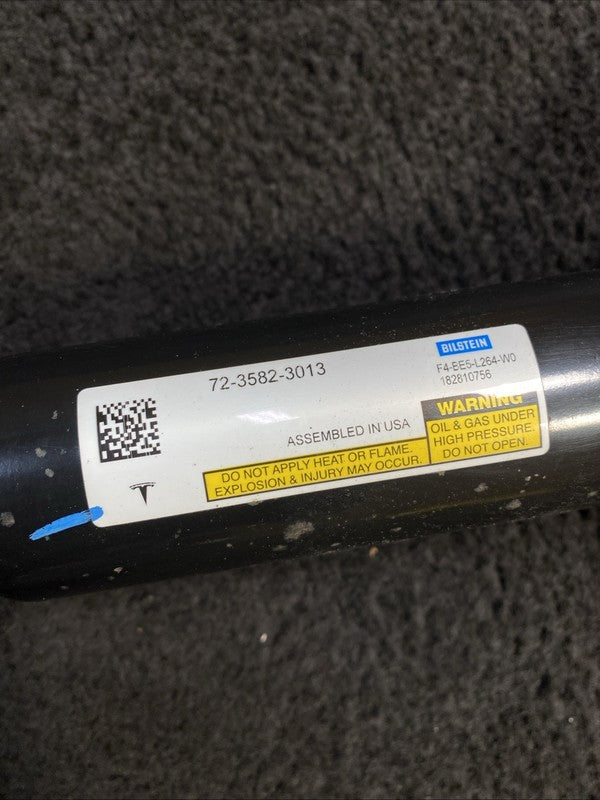 BILSTEIN
72-3582-3013
F4-BE5-L264-W0
182810756
ASSEMBLED IN USA
WARNING
OIL & GAS UNDER
HIGH PRESSURE.
DO NOT OPEN.
DO NOT APPLY HEAT OR FLAME.
EXPLOSION & INJURY MAY OCCUR.